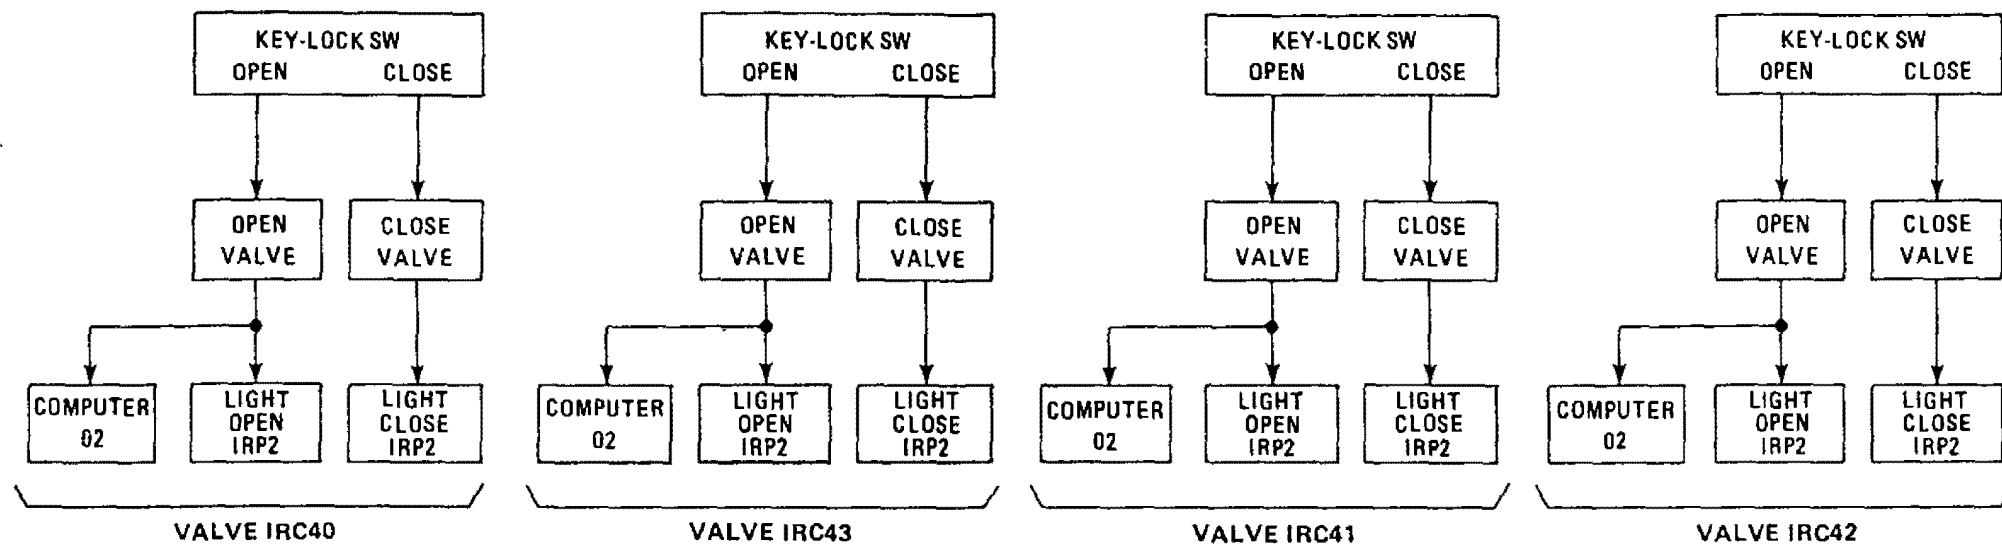 KEY-LOCK SW
OPEN CLOSE
OPEN
VALVE
CLOSE
VALVE
COMPUTER
02
LIGHT
OPEN
IRP2
LIGHT
CLOSE
IRP2
VALVE IRC40
KEY-LOCK SW
OPEN CLOSE
OPEN
VALVE
CLOSE
VALVE
COMPUTER
02
LIGHT
OPEN
IRP2
LIGHT
CLOSE
IRP2
VALVE IRC43
KEY-LOCK SW
OPEN CLOSE
OPEN
VALVE
CLOSE
VALVE
COMPUTER
02
LIGHT
OPEN
IRP2
LIGHT
CLOSE
IRP2
VALVE IRC41
KEY-LOCK SW
OPEN CLOSE
OPEN
VALVE
CLOSE
VALVE
COMPUTER
02
LIGHT
OPEN
IRP2
LIGHT
CLOSE
IRP2
VALVE IRC42